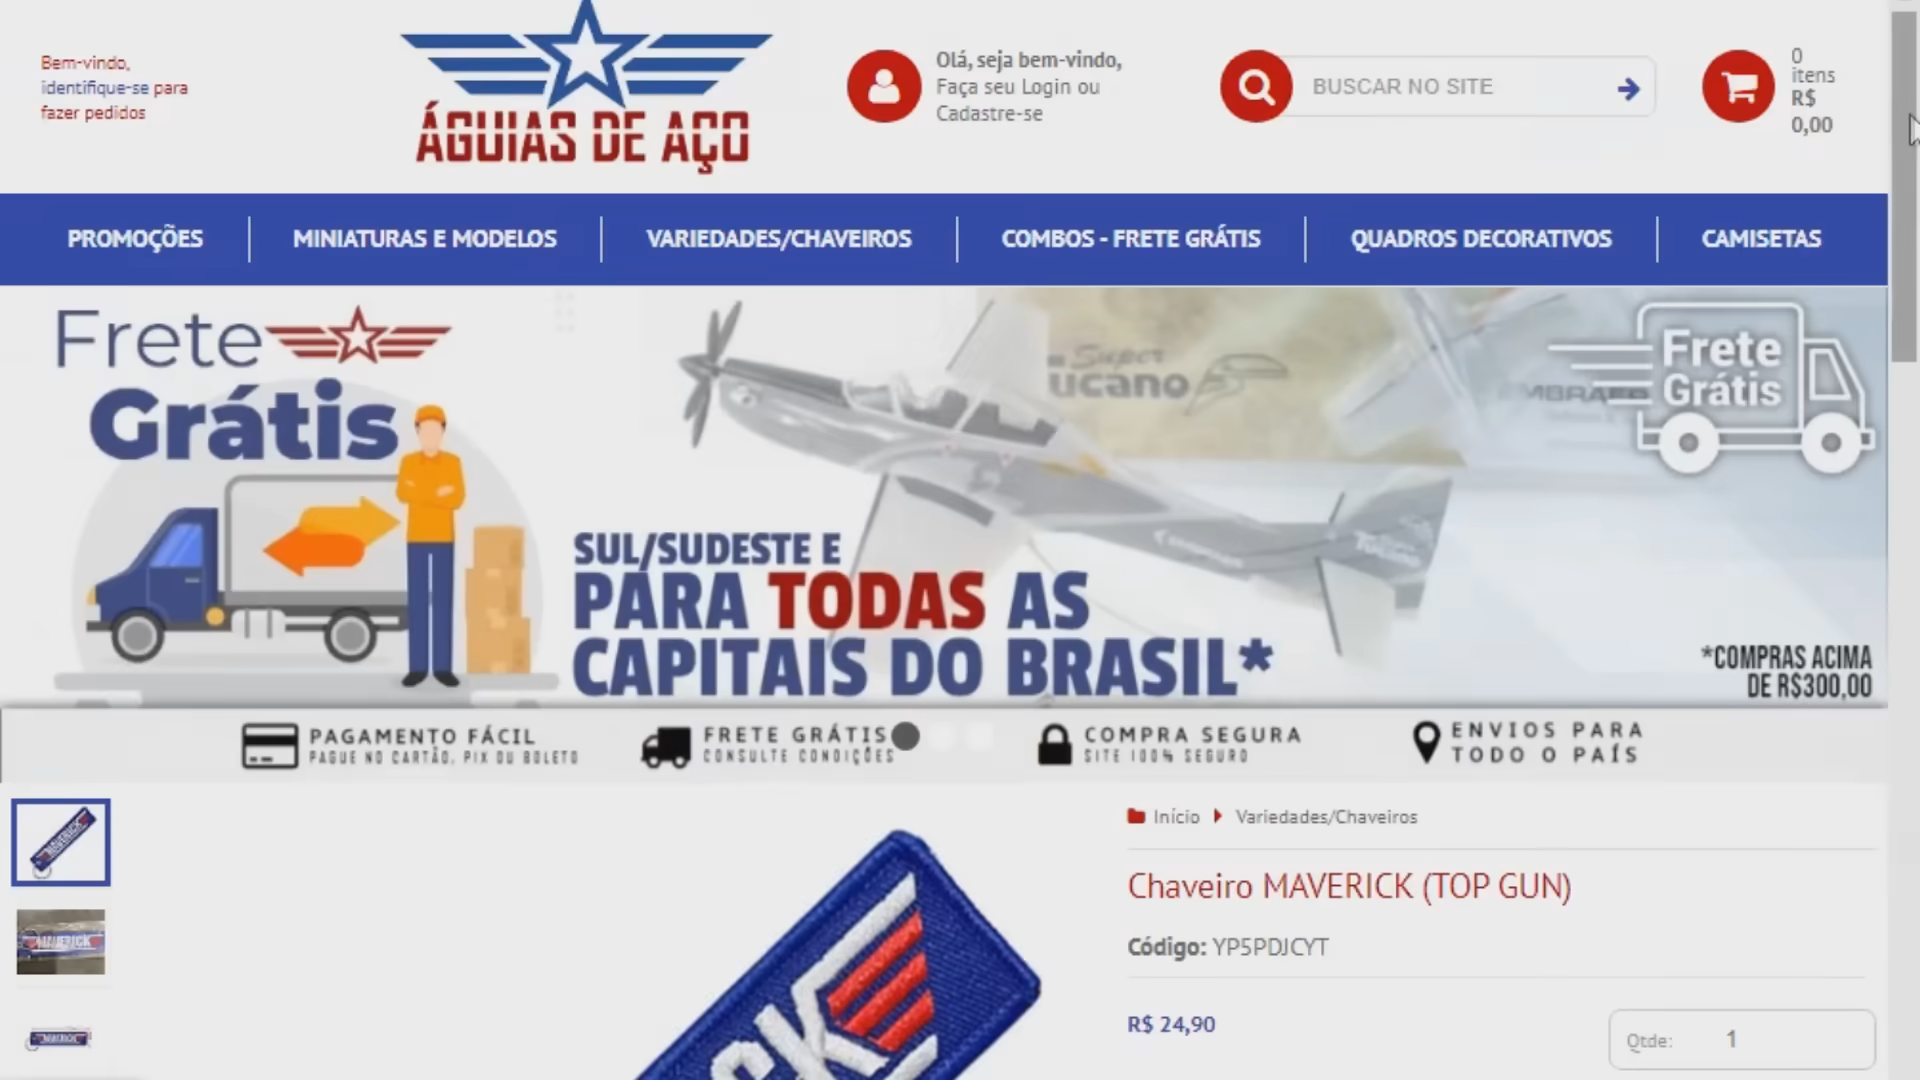 Bem-vindo,
identifique-se para
fazer pedidos
ÁGUIAS DE AÇO
Olá, seja bem-vindo,
Faça seu Login ou
Cadastre-se
BUSCAR NO SITE
0
itens
R$
0,00
PROMOÇÕES
MINIATURAS E MODELOS
VARIEDADES/CHAVEIROS
COMBOS - FRETE GRÁTIS
QUADROS DECORATIVOS
CAMISETAS
Frete
Grátis
Super
ucano
Frete
Grátis
SUL/SUDESTE E
PARA TODAS AS
CAPITAIS DO BRASIL*
*COMPRAS ACIMA
DE R$300,00
PAGAMENTO FÁCIL
PAGUE NO CARTÃO, PIX OU BOLETO
FRETE GRÁTIS
CONSULTE CONDIÇÕES
COMPRA SEGURA
SITE 100% SEGURO
ENVIOS PARA
TODO O PAÍS
Início
Variedades/Chaveiros
Chaveiro MAVERICK (TOP GUN)
Código: YP5PDJCYT
R$ 24,90
Qtde: 1
MAVERICK
MAVERICK
MAVERICK